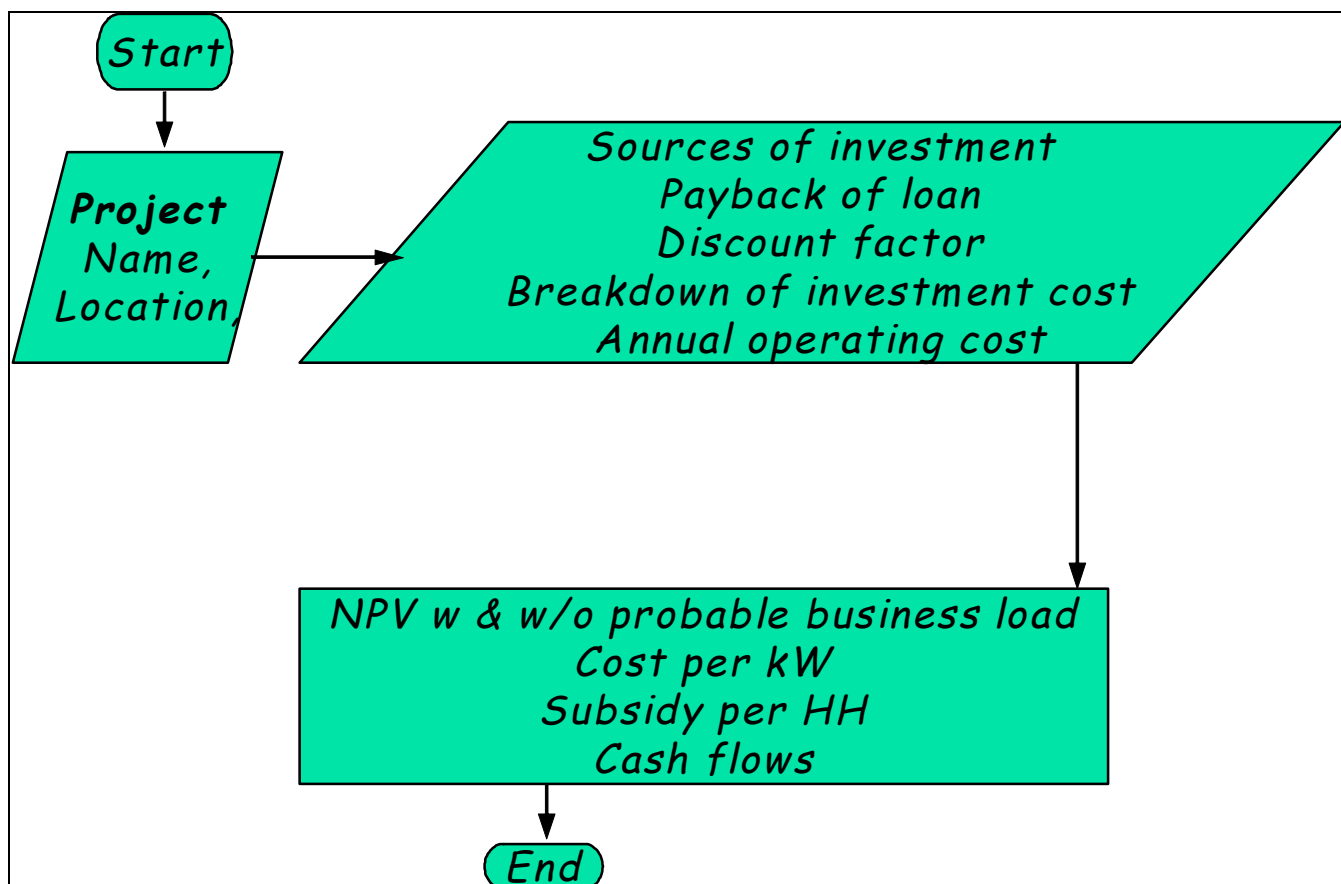 Start
Project
Name,
Location,
Sources of investment
Payback of loan
Discount factor
Breakdown of investment cost
Annual operating cost
NPV w & w/o probable business load
Cost per kW
Subsidy per HH
Cash flows
End